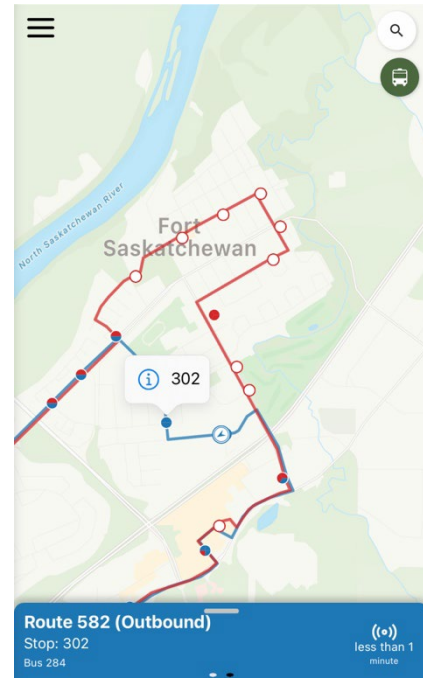 Fort
Saskatchewan
North Saskatchewan River
302
Route 582 (Outbound)
Stop: 302
Bus 284
less than 1
minute